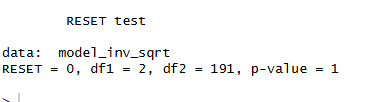 RESET test
data:  model_inv_sqrt
RESET = 0, df1 = 2, df2 = 191, p-value = 1
>